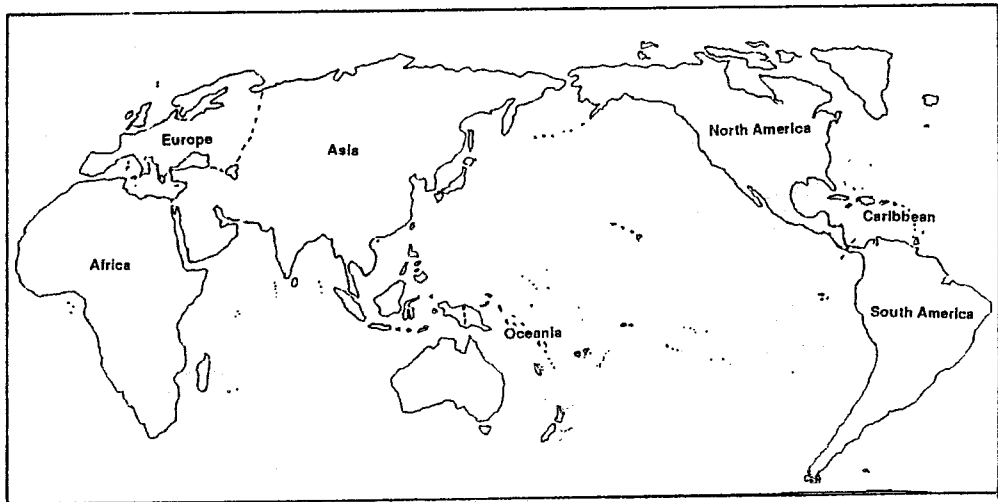 North America
Europe
Asia
Caribbean
Africa
South America
Oceania